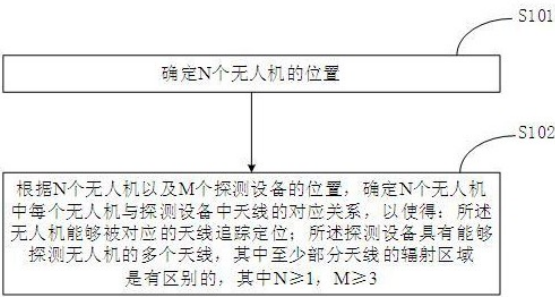 S101
确定N个无人机的位置
S102
根据N个无人机以及M个探测设备的位置，确定N个无人机
中每个无人机与探测设备中天线的对应关系，以使得：所述
无人机能够被对应的天线追踪定位；所述探测设备具有能够
探测无人机的多个天线，其中至少部分天线的辐射区域
是有区别的，其中N≥1，M≥3